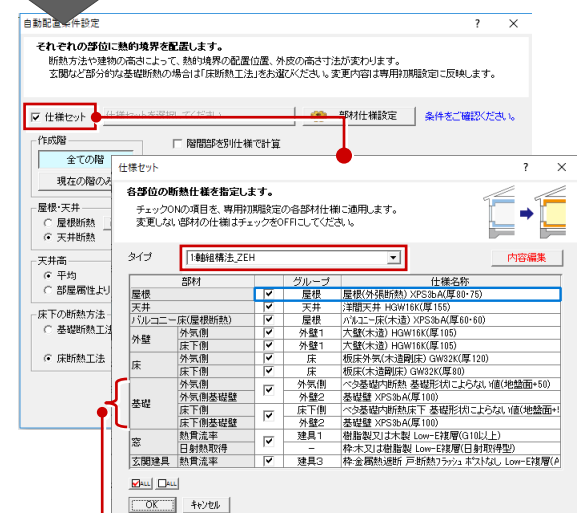 自動配置条件設定 ? ×
それぞれの部位に熱的境界を配置します。
断熱方法や建物の高さによって、熱的境界の配置位置、外皮の高さ寸法が変わります。
玄関など部分的な基礎断熱の場合は「床断熱工法」をお選びください。変更内容は専用初期設定に反映します。
仕様セット 仕様セットを選択してください 部材仕様設定 条件をご確認ください。
作成階 階間部を別仕様で計算
全ての階
現在の階のみ
屋根・天井
屋根断熱
天井断熱
天井高
平均
部屋属性より
床下の断熱方法
基礎断熱工法
床断熱工法
仕様セット ? ×
各部位の断熱仕様を指定します。
チェックONの項目を、専用初期設定の各部材仕様に適用します。
変更しない部材の仕様はチェックをOFFにしてください。
タイプ 1:軸組構法_ZEH 内容編集
部材 グループ 仕様名称
屋根 屋根 屋根(外張断熱) XPS3bA(厚80・75)
天井 天井 洋間天井 HGW16K(厚155)
バルコニー床(屋根断熱) 屋根 バルコニー床(木造) XPS3bA(厚60・60)
外壁 外気側 外壁1 大壁(木造) HGW16K(厚105)
床下側 外壁1 大壁(木造) HGW16K(厚105)
床 外気側 床 板床外気(木造剛床) GW32K(厚120)
床下側 床 板床(木造剛床) GW32K(厚80)
基礎 外気側 外気側 ベタ基礎内断熱 基礎形状によらない値(地盤面+50)
外気側基礎壁 外壁2 基礎壁 XPS3bA(厚100)
床下側 床下側 ベタ基礎内断熱床下 基礎形状によらない値(地盤面+5
床下側基礎壁 外壁2 基礎壁 XPS3bA(厚100)
窓 熱貫流率 建具1 樹脂製又は木製 Low-E複層(G10以上)
日射熱取得 － 枠:木又は樹脂製 Low-E複層(日射取得型)
玄関建具 熱貫流率 建具3 枠:金属熱遮断 戸:断熱フラッシュ ポストなし Low-E複層(A
ALL ALL
OK キャンセル